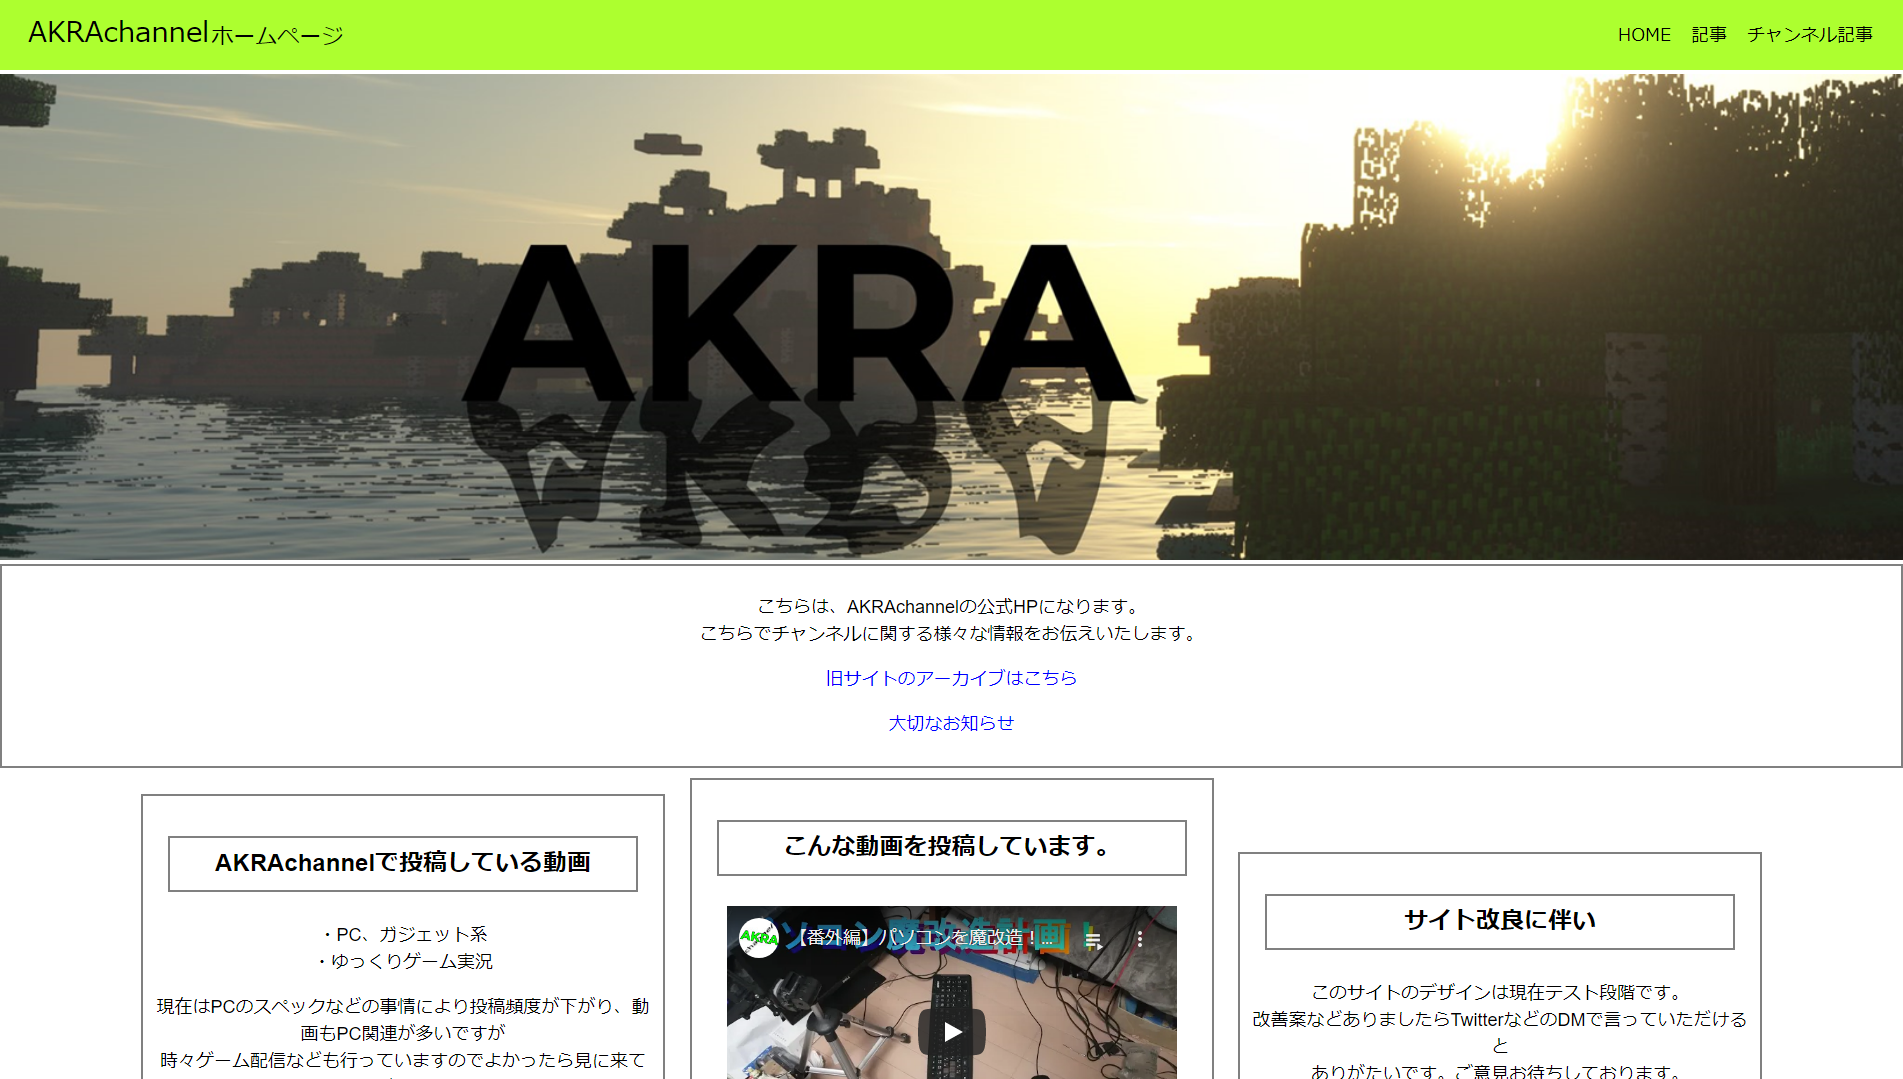 AKRAchannelホームページ
HOME 記事 チャンネル記事
AKRA
こちらは、AKRAchannelの公式HPになります。
こちらでチャンネルに関する様々な情報をお伝えいたします。
旧サイトのアーカイブはこちら
大切なお知らせ
AKRAchannelで投稿している動画
・PC、ガジェット系
・ゆっくりゲーム実況
現在はPCのスペックなどの事情により投稿頻度が下がり、動
画もPC関連が多いですが
時々ゲーム配信なども行っていますのでよかったら見に来て
こんな動画を投稿しています。
AKRA
【番外編】パソコンを魔改造！...
ソコン魔改造計画！
サイト改良に伴い
このサイトのデザインは現在テスト段階です。
改善案などありましたらTwitterなどのDMで言っていただける
と
ありがたいです。ご意見お待ちしております。